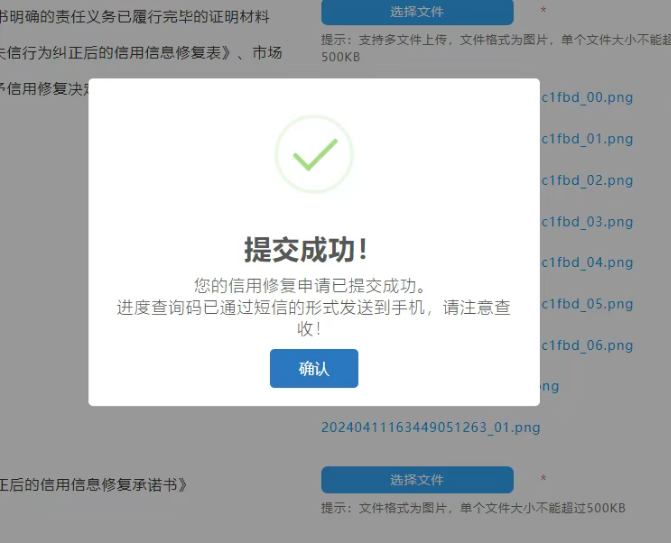 书明确的责任义务已履行完毕的证明材料
选择文件
*
提示：支持多文件上传，文件格式为图片，单个文件大小不能超
500KB
失信行为纠正后的信用信息修复表》、市场
予信用修复决定
c1fbd_00.png
c1fbd_01.png
c1fbd_02.png
c1fbd_03.png
c1fbd_04.png
c1fbd_05.png
c1fbd_06.png
提交成功！
您的信用修复申请已提交成功。
进度查询码已通过短信的形式发送到手机，请注意查
收！
确认
png
20240411163449051263_01.png
正后的信用信息修复承诺书》
选择文件
*
提示：文件格式为图片，单个文件大小不能超过500KB